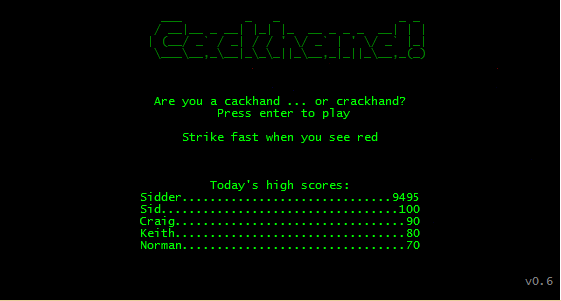 Cackhand!
Are you a cackhand ... or crackhand?
Press enter to play
Strike fast when you see red
Today's high scores:
Sidder..............................9495
Sid..................................100
Craig.................................90
Keith.................................80
Norman................................70
v0.6